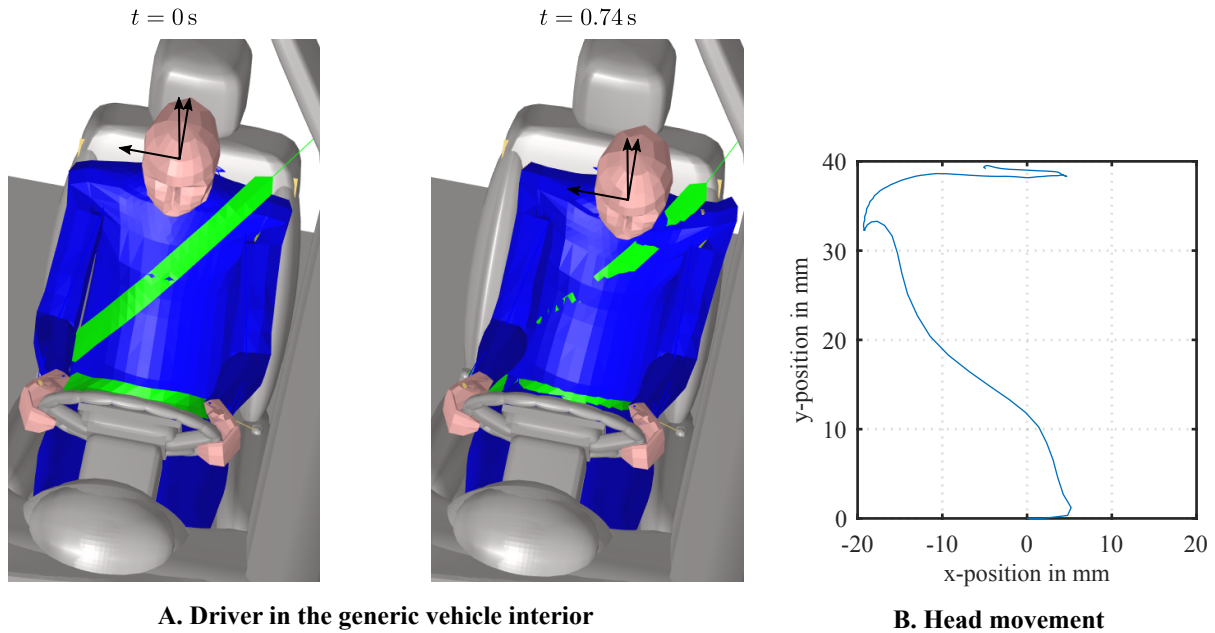 t = 0 s
t = 0.74 s
40
30
20
10
0
y-position in mm
-20
-10
0
10
20
x-position in mm
A. Driver in the generic vehicle interior
B. Head movement